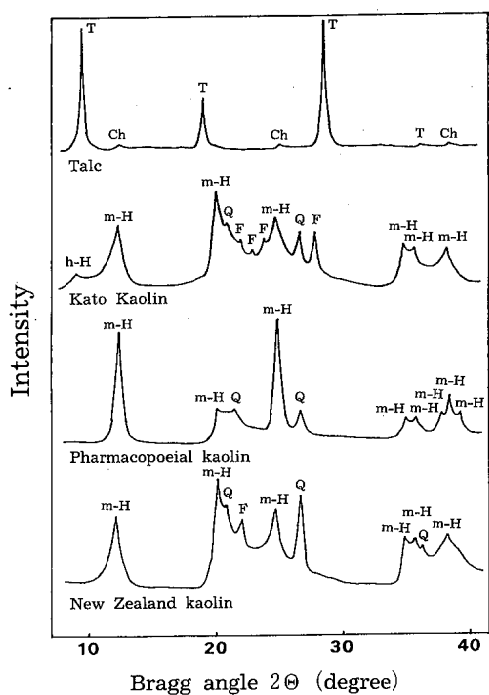 T
T
T
Ch
Ch
T
Ch
Talc
m-H
m-H
Q
F
F
F
m-H
Q
F
m-H
m-H
m-H
h-H
Kato Kaolin
m-H
m-H
m-H
Q
Q
m-H
m-H
m-H
m-H
m-H
Pharmacopoeial kaolin
m-H
m-H
Q
F
m-H
Q
m-H
m-H
Q
m-H
New Zealand kaolin
Intensity
10
20
30
40
Bragg angle 2Θ (degree)